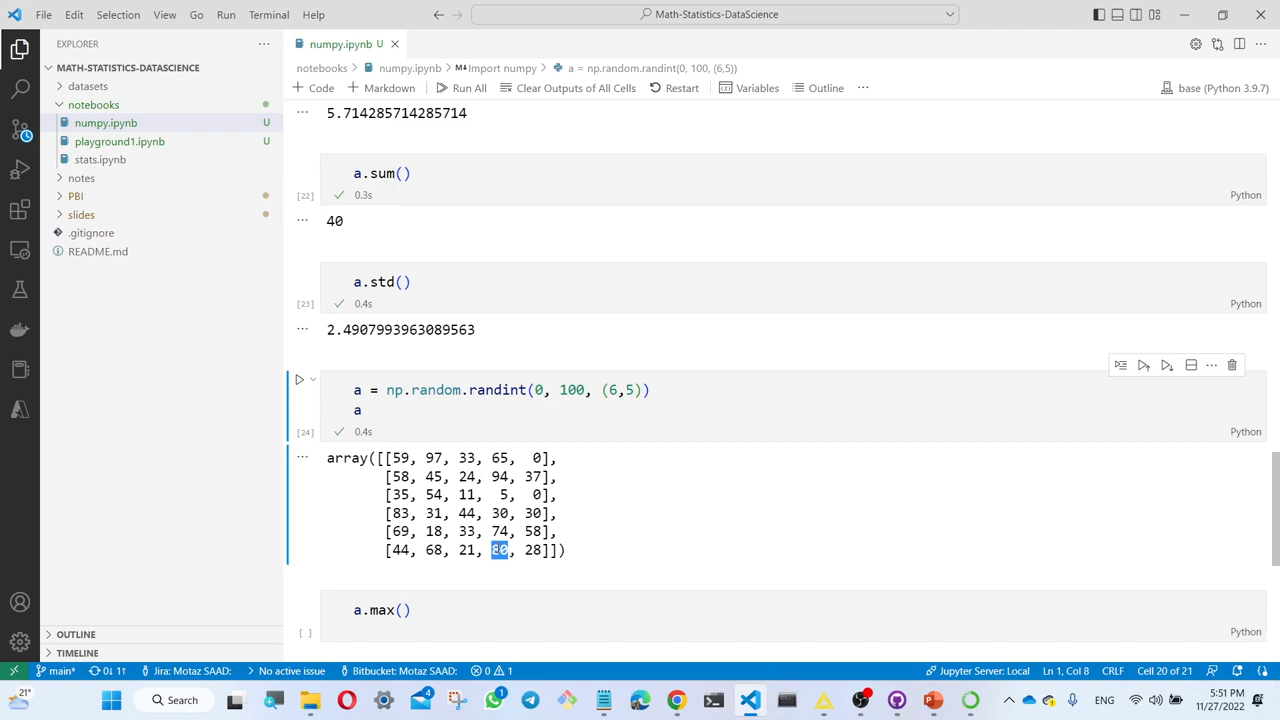 File Edit Selection View Go Run Terminal Help
Math-Statistics-DataScience
EXPLORER
numpy.ipynb U
MATH-STATISTICS-DATASCIENCE
notebooks > numpy.ipynb > Import numpy > a = np.random.randint(0, 100, (6,5))
datasets
Code Markdown Run All Clear Outputs of All Cells Restart Variables Outline base (Python 3.9.7)
notebooks
numpy.ipynb U
playground1.ipynb U
stats.ipynb
notes
PBI
slides
.gitignore
README.md
5.714285714285714
a.sum()
[22] 0.3s Python
40
a.std()
[23] 0.4s Python
2.4907993963089563
a = np.random.randint(0, 100, (6,5))
a
[24] 0.4s Python
array([[59, 97, 33, 65, 0],
[58, 45, 24, 94, 37],
[35, 54, 11, 5, 0],
[83, 31, 44, 30, 30],
[69, 18, 33, 74, 58],
[44, 68, 21, 80, 28]])
a.max()
[ ] Python
OUTLINE
TIMELINE
main* 0↓ 1↑ Jira: Motaz SAAD: No active issue Bitbucket: Motaz SAAD: 0 1 Jupyter Server: Local Ln 1, Col 8 CRLF Cell 20 of 21
21° Search 4 1 ENG 5:51 PM
11/27/2022